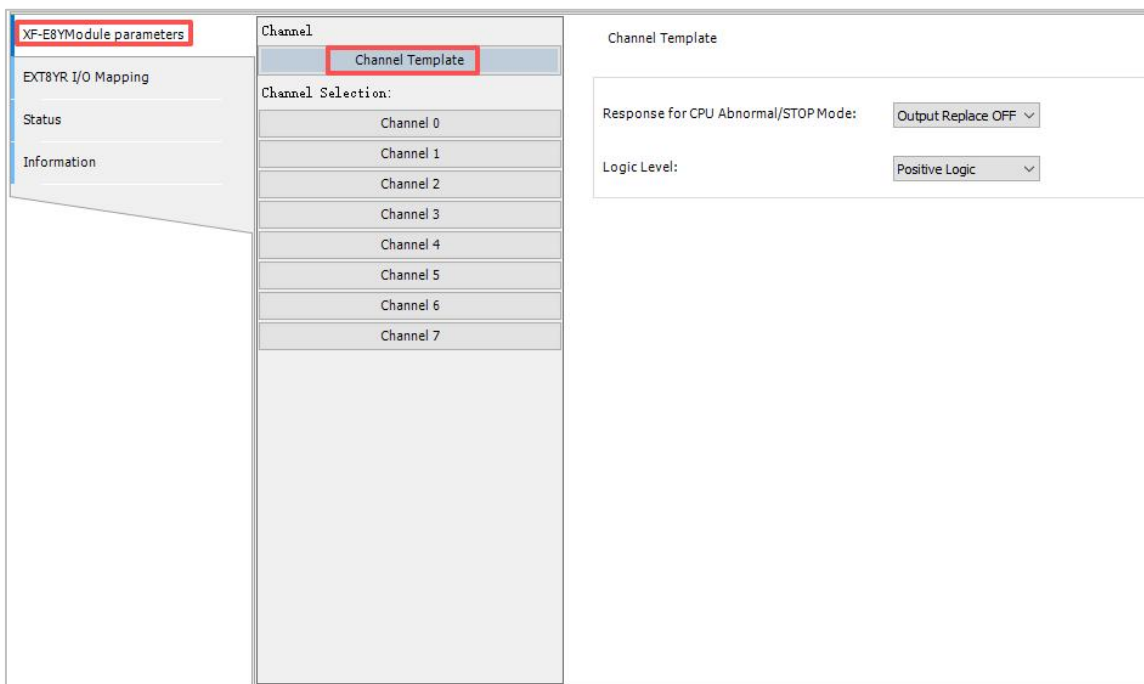 XF-E8YModule parameters
EXT8YR I/O Mapping
Status
Information
Channel
Channel Template
Channel Selection:
Channel 0
Channel 1
Channel 2
Channel 3
Channel 4
Channel 5
Channel 6
Channel 7
Channel Template
Response for CPU Abnormal/STOP Mode: Output Replace OFF
Logic Level: Positive Logic